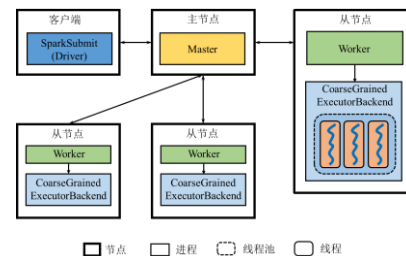 客户端
SparkSubmit
(Driver)
主节点
Master
从节点
Worker
CoarseGrained
ExecutorBackend
从节点
Worker
CoarseGrained
ExecutorBackend
从节点
Worker
CoarseGrained
ExecutorBackend
节点
进程
线程池
线程